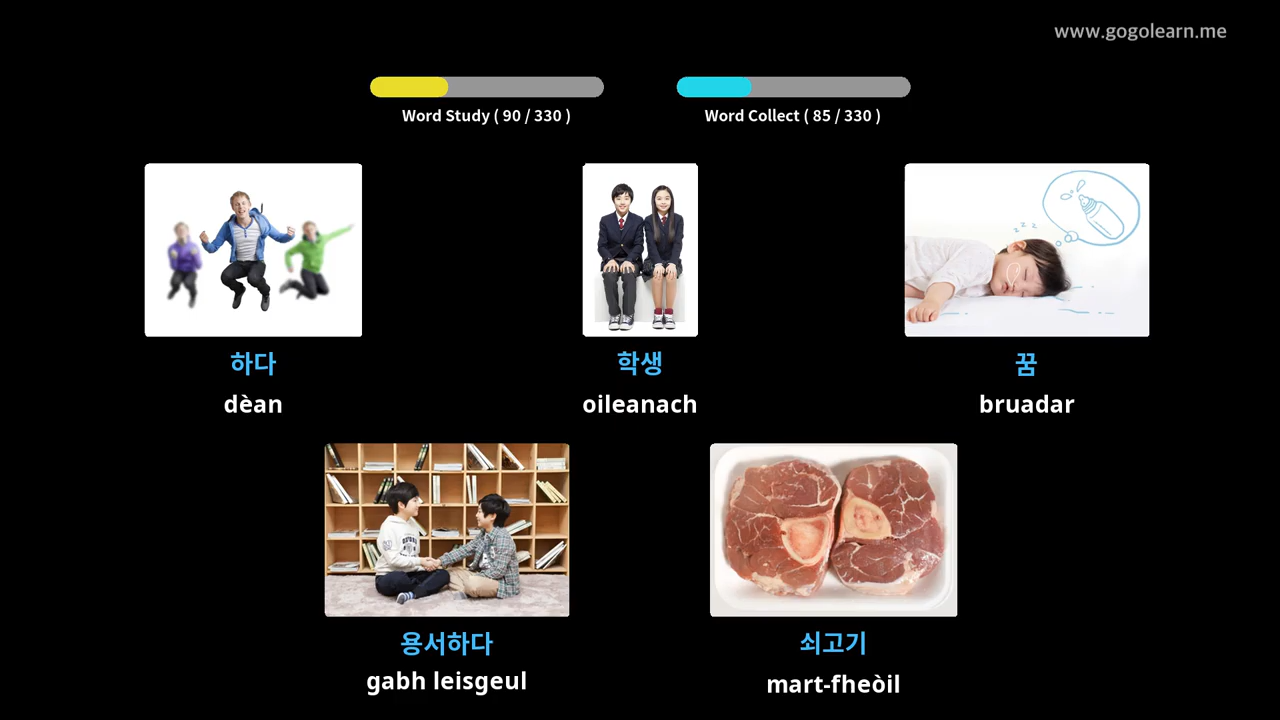 www.gogolearn.me
Word Study ( 90 / 330 )
Word Collect ( 85 / 330 )
하다
dèan
학생
oileanach
꿈
bruadar
용서하다
gabh leisgeul
쇠고기
mart-fheòil